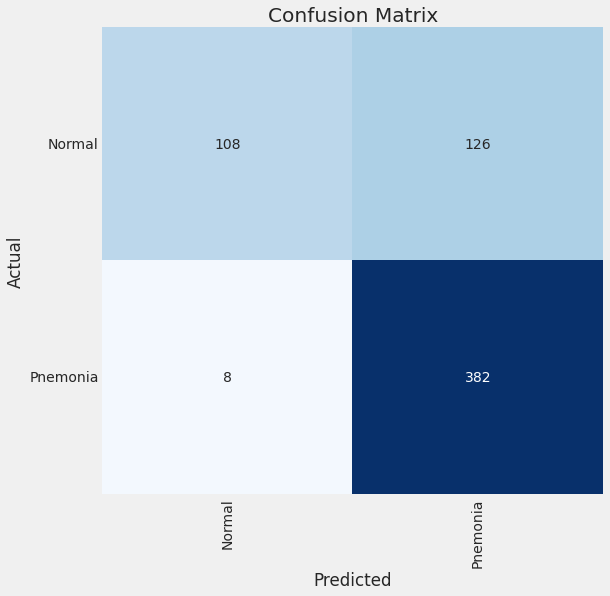 Confusion Matrix
Actual
Normal
108
126
Pnemonia
8
382
Normal
Pnemonia
Predicted